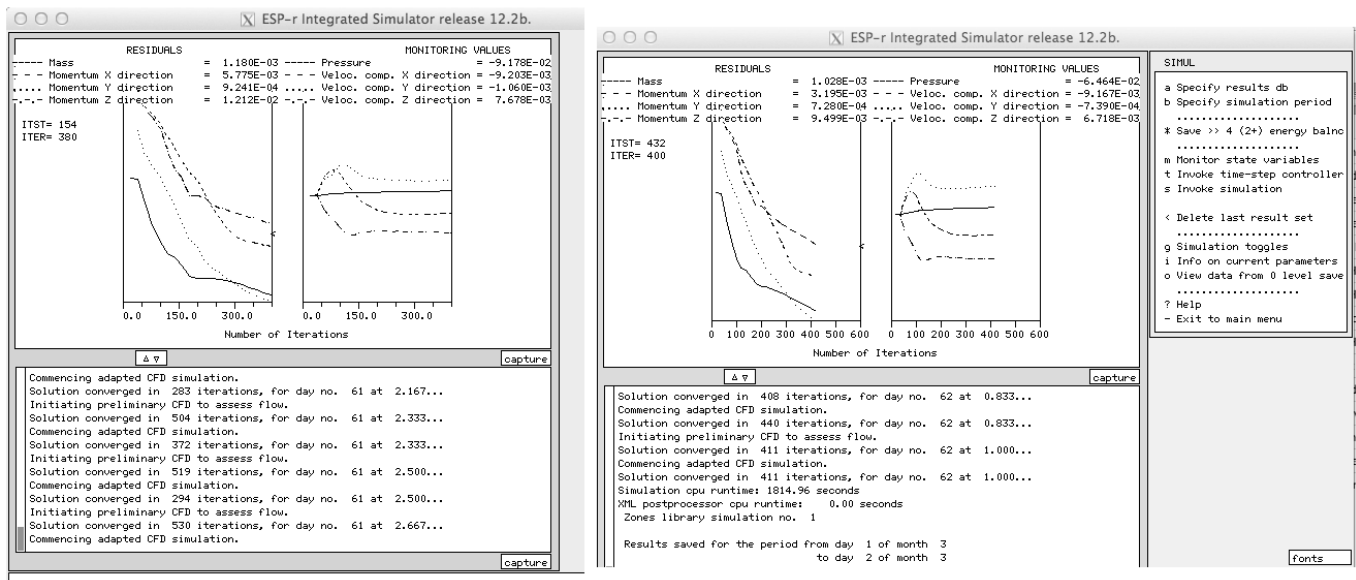 X ESP-r Integrated Simulator release 12.2b.
RESIDUALS MONITORING VALUES
----- Mass = 1.180E-03 ----- Pressure =-9.178E-02
- - - Momentum X direction = 5.775E-03 - - - Veloc. comp. X direction =-9.203E-03
..... Momentum Y direction = 9.241E-04 ..... Veloc. comp. Y direction =-1.060E-03
-.-.- Momentum Z direction = 1.212E-02 -.-.- Veloc. comp. Z direction = 7.678E-03
ITST= 154
ITER= 380
0.0 150.0 300.0 0.0 150.0 300.0
Number of Iterations
capture
Commencing adapted CFD simulation.
Solution converged in 283 iterations, for day no. 61 at 2.167...
Initiating preliminary CFD to assess flow.
Solution converged in 504 iterations, for day no. 61 at 2.333...
Commencing adapted CFD simulation.
Solution converged in 372 iterations, for day no. 61 at 2.333...
Initiating preliminary CFD to assess flow.
Solution converged in 519 iterations, for day no. 61 at 2.500...
Commencing adapted CFD simulation.
Solution converged in 294 iterations, for day no. 61 at 2.500...
Initiating preliminary CFD to assess flow.
Solution converged in 530 iterations, for day no. 61 at 2.667...
Commencing adapted CFD simulation.
capture
X ESP-r Integrated Simulator release 12.2b.
RESIDUALS MONITORING VALUES
----- Mass = 1.028E-03 ----- Pressure =-6.464E-02
- - - Momentum X direction = 3.195E-03 - - - Veloc. comp. X direction =-9.167E-03
..... Momentum Y direction = 7.280E-04 ..... Veloc. comp. Y direction =-7.390E-04
-.-.- Momentum Z direction = 9.499E-03 -.-.- Veloc. comp. Z direction = 6.718E-03
ITST= 432
ITER= 400
0 100 200 300 400 500 600 0 100 200 300 400 500 600
Number of Iterations
capture
Solution converged in 408 iterations, for day no. 62 at 0.833...
Commencing adapted CFD simulation.
Solution converged in 440 iterations, for day no. 62 at 0.833...
Initiating preliminary CFD to assess flow.
Solution converged in 411 iterations, for day no. 62 at 1.000...
Commencing adapted CFD simulation.
Solution converged in 411 iterations, for day no. 62 at 1.000...
Simulation cpu runtime: 1814.96 seconds
XML postprocessor cpu runtime: 0.00 seconds
Zones library simulation no. 1
Results saved for the period from day 1 of month 3
to day 2 of month 3
SIMUL
a Specify results db
b Specify simulation period
...................
* Save >> 4 (2+) energy balnc
...................
m Monitor state variables
t Invoke time-step controller
s Invoke simulation
< Delete last result set
...................
g Simulation toggles
i Info on current parameters
o View data from 0 level save
...................
? Help
- Exit to main menu
fonts